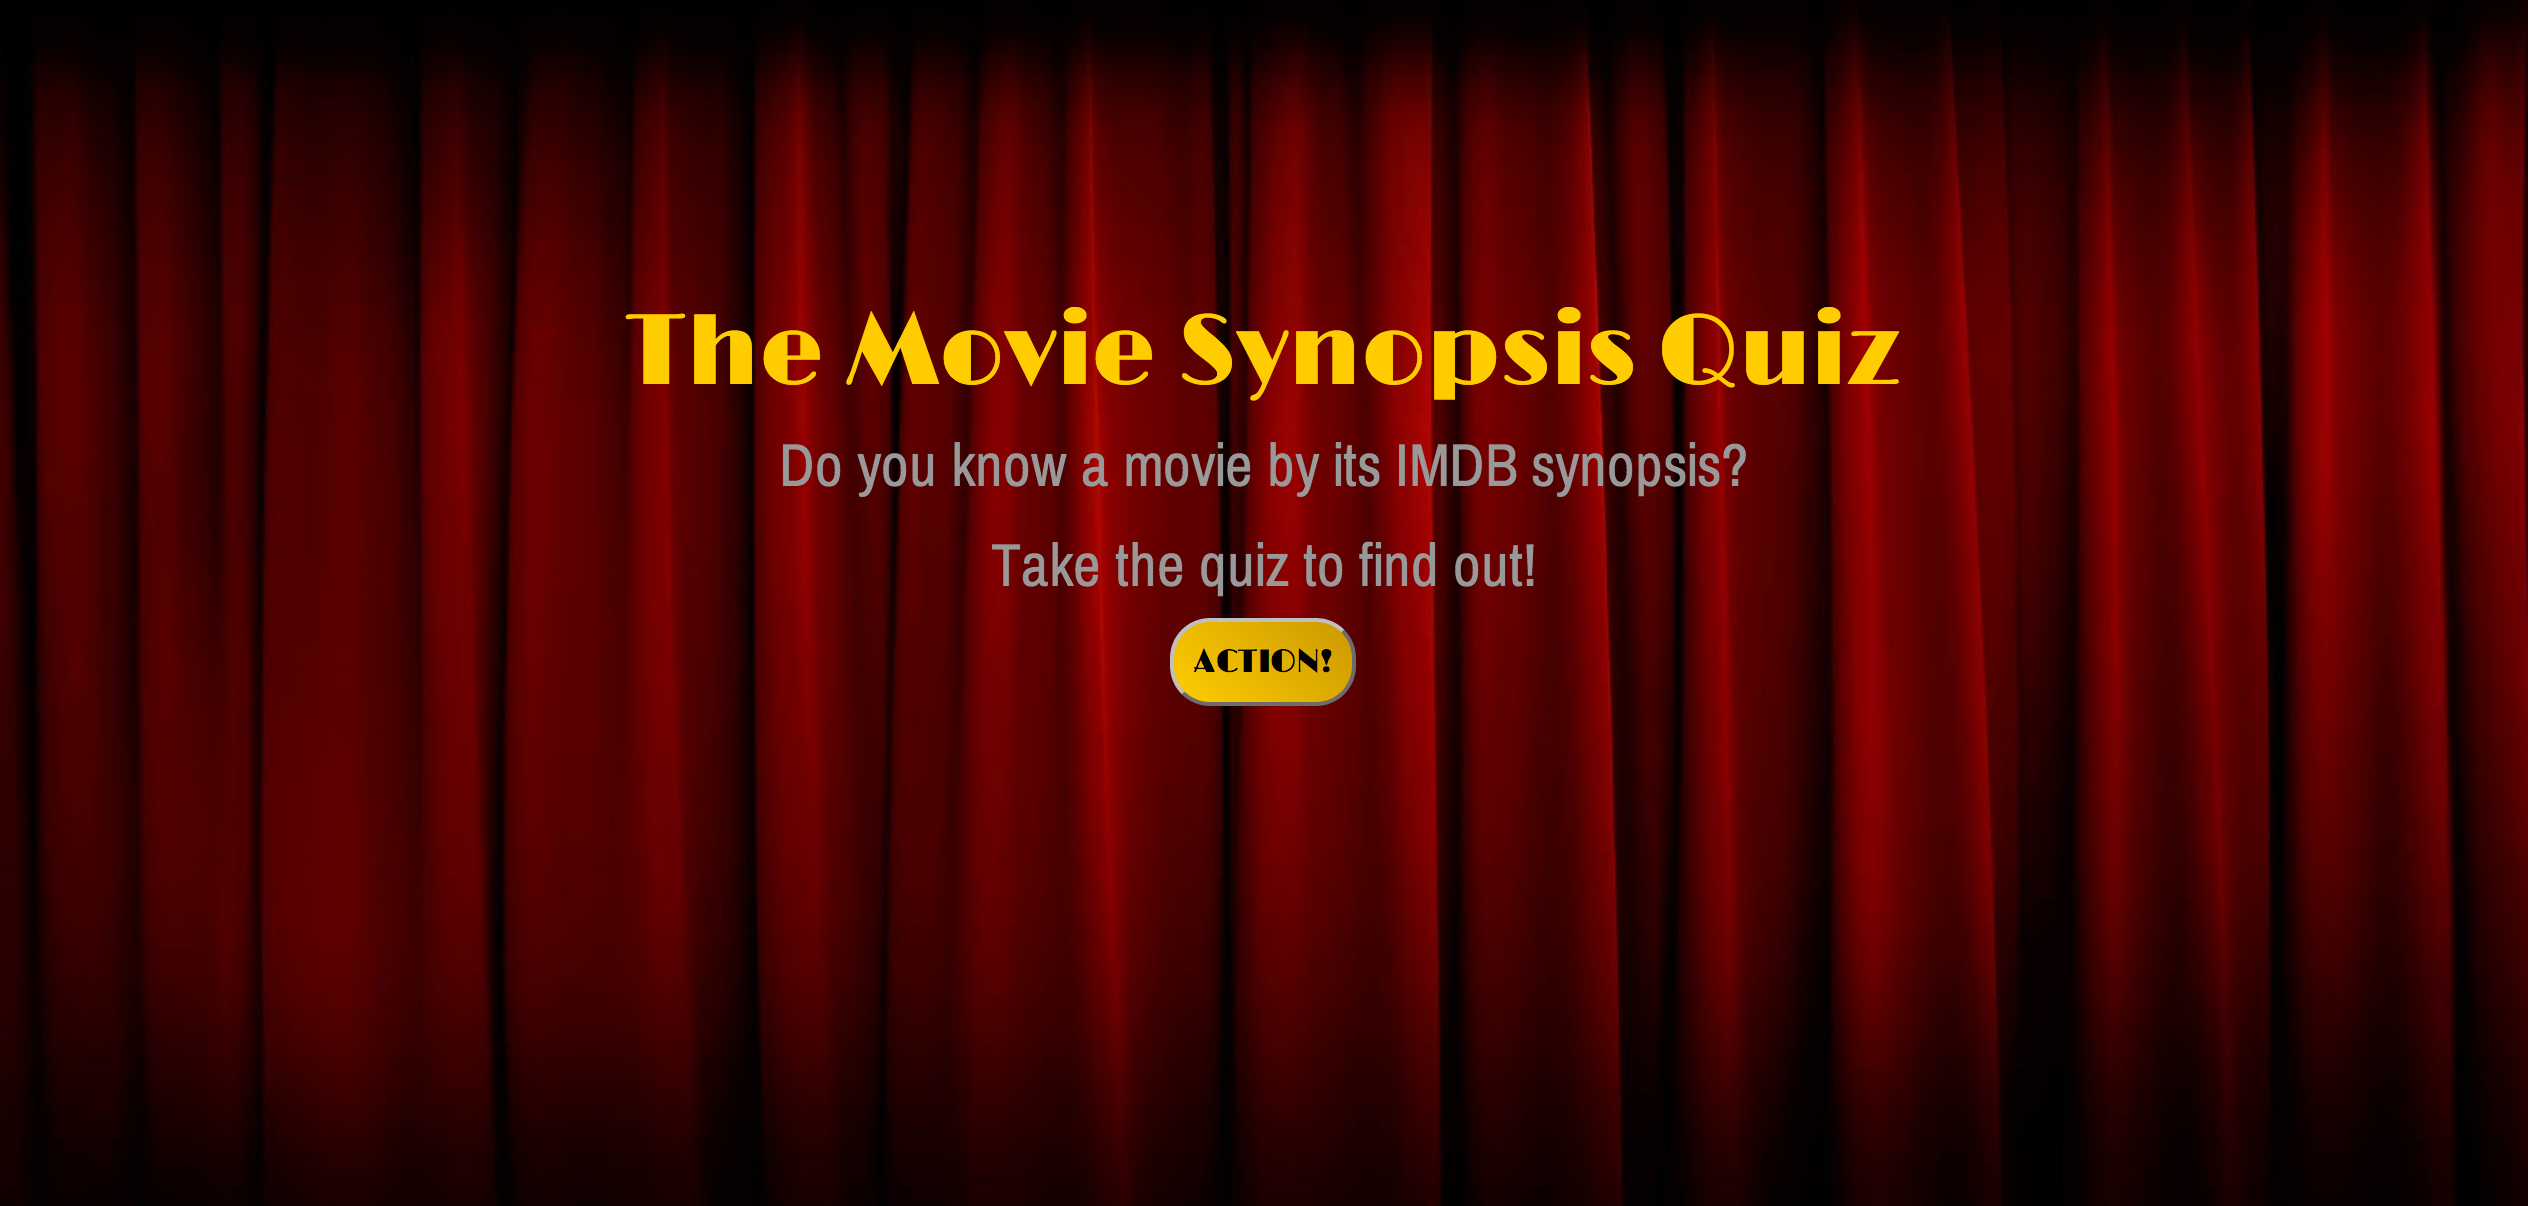 The Movie Synopsis Quiz
Do you know a movie by its IMDB synopsis?
Take the quiz to find out!
ACTION!